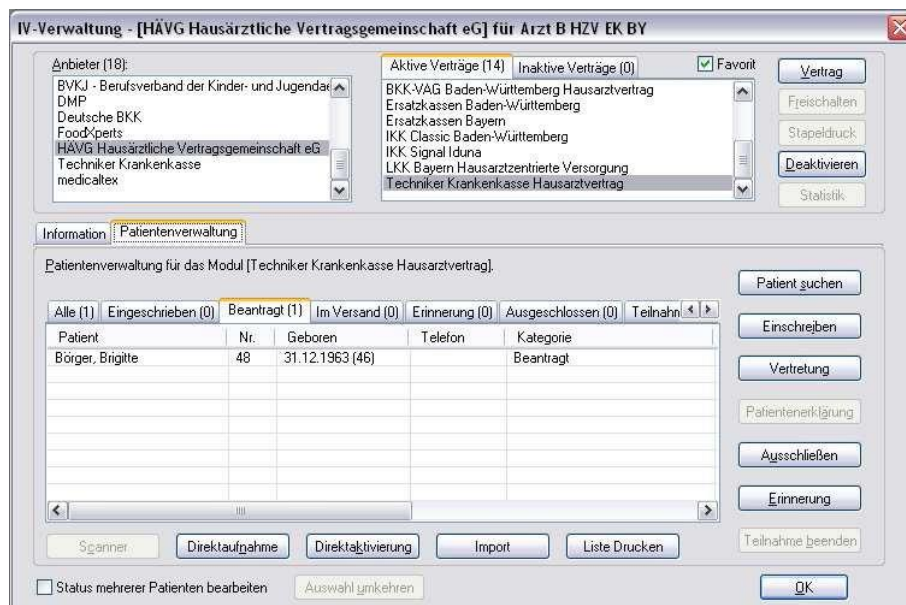 IV-Verwaltung - [HÄVG Hausärztliche Vertragsgemeinschaft eG] für Arzt B HZV EK BY
Anbieter (18):
BVKJ - Berufsverband der Kinder- und Jugendae
DMP
Deutsche BKK
FoodXperts
HÄVG Hausärztliche Vertragsgemeinschaft eG
Techniker Krankenkasse
medicaltex
Aktive Verträge (14) Inaktive Verträge (0)
Favorit
BKK-VAG Baden-Württemberg Hausarztvertrag
Ersatzkassen Baden-Württemberg
Ersatzkassen Bayern
IKK Classic Baden-Württemberg
IKK Signal Iduna
LKK Bayern Hausarztzentrierte Versorgung
Techniker Krankenkasse Hausarztvertrag
Vertrag
Freischalten
Stapeldruck
Deaktivieren
Statistik
Information Patientenverwaltung
Patientenverwaltung für das Modul [Techniker Krankenkasse Hausarztvertrag].
Alle (1) Eingeschrieben (0) Beantragt (1) Im Versand (0) Erinnerung (0) Ausgeschlossen (0) Teilnahn
Patient Nr. Geboren Telefon Kategorie
Börger, Brigitte 48 31.12.1963 (46) Beantragt
Patient suchen
Einschreiben
Vertretung
Patientenerklärung
Ausschließen
Erinnerung
Teilnahme beenden
Scanner Direktaufnahme Direktaktivierung Import Liste Drucken
Status mehrerer Patienten bearbeiten Auswahl umkehren OK